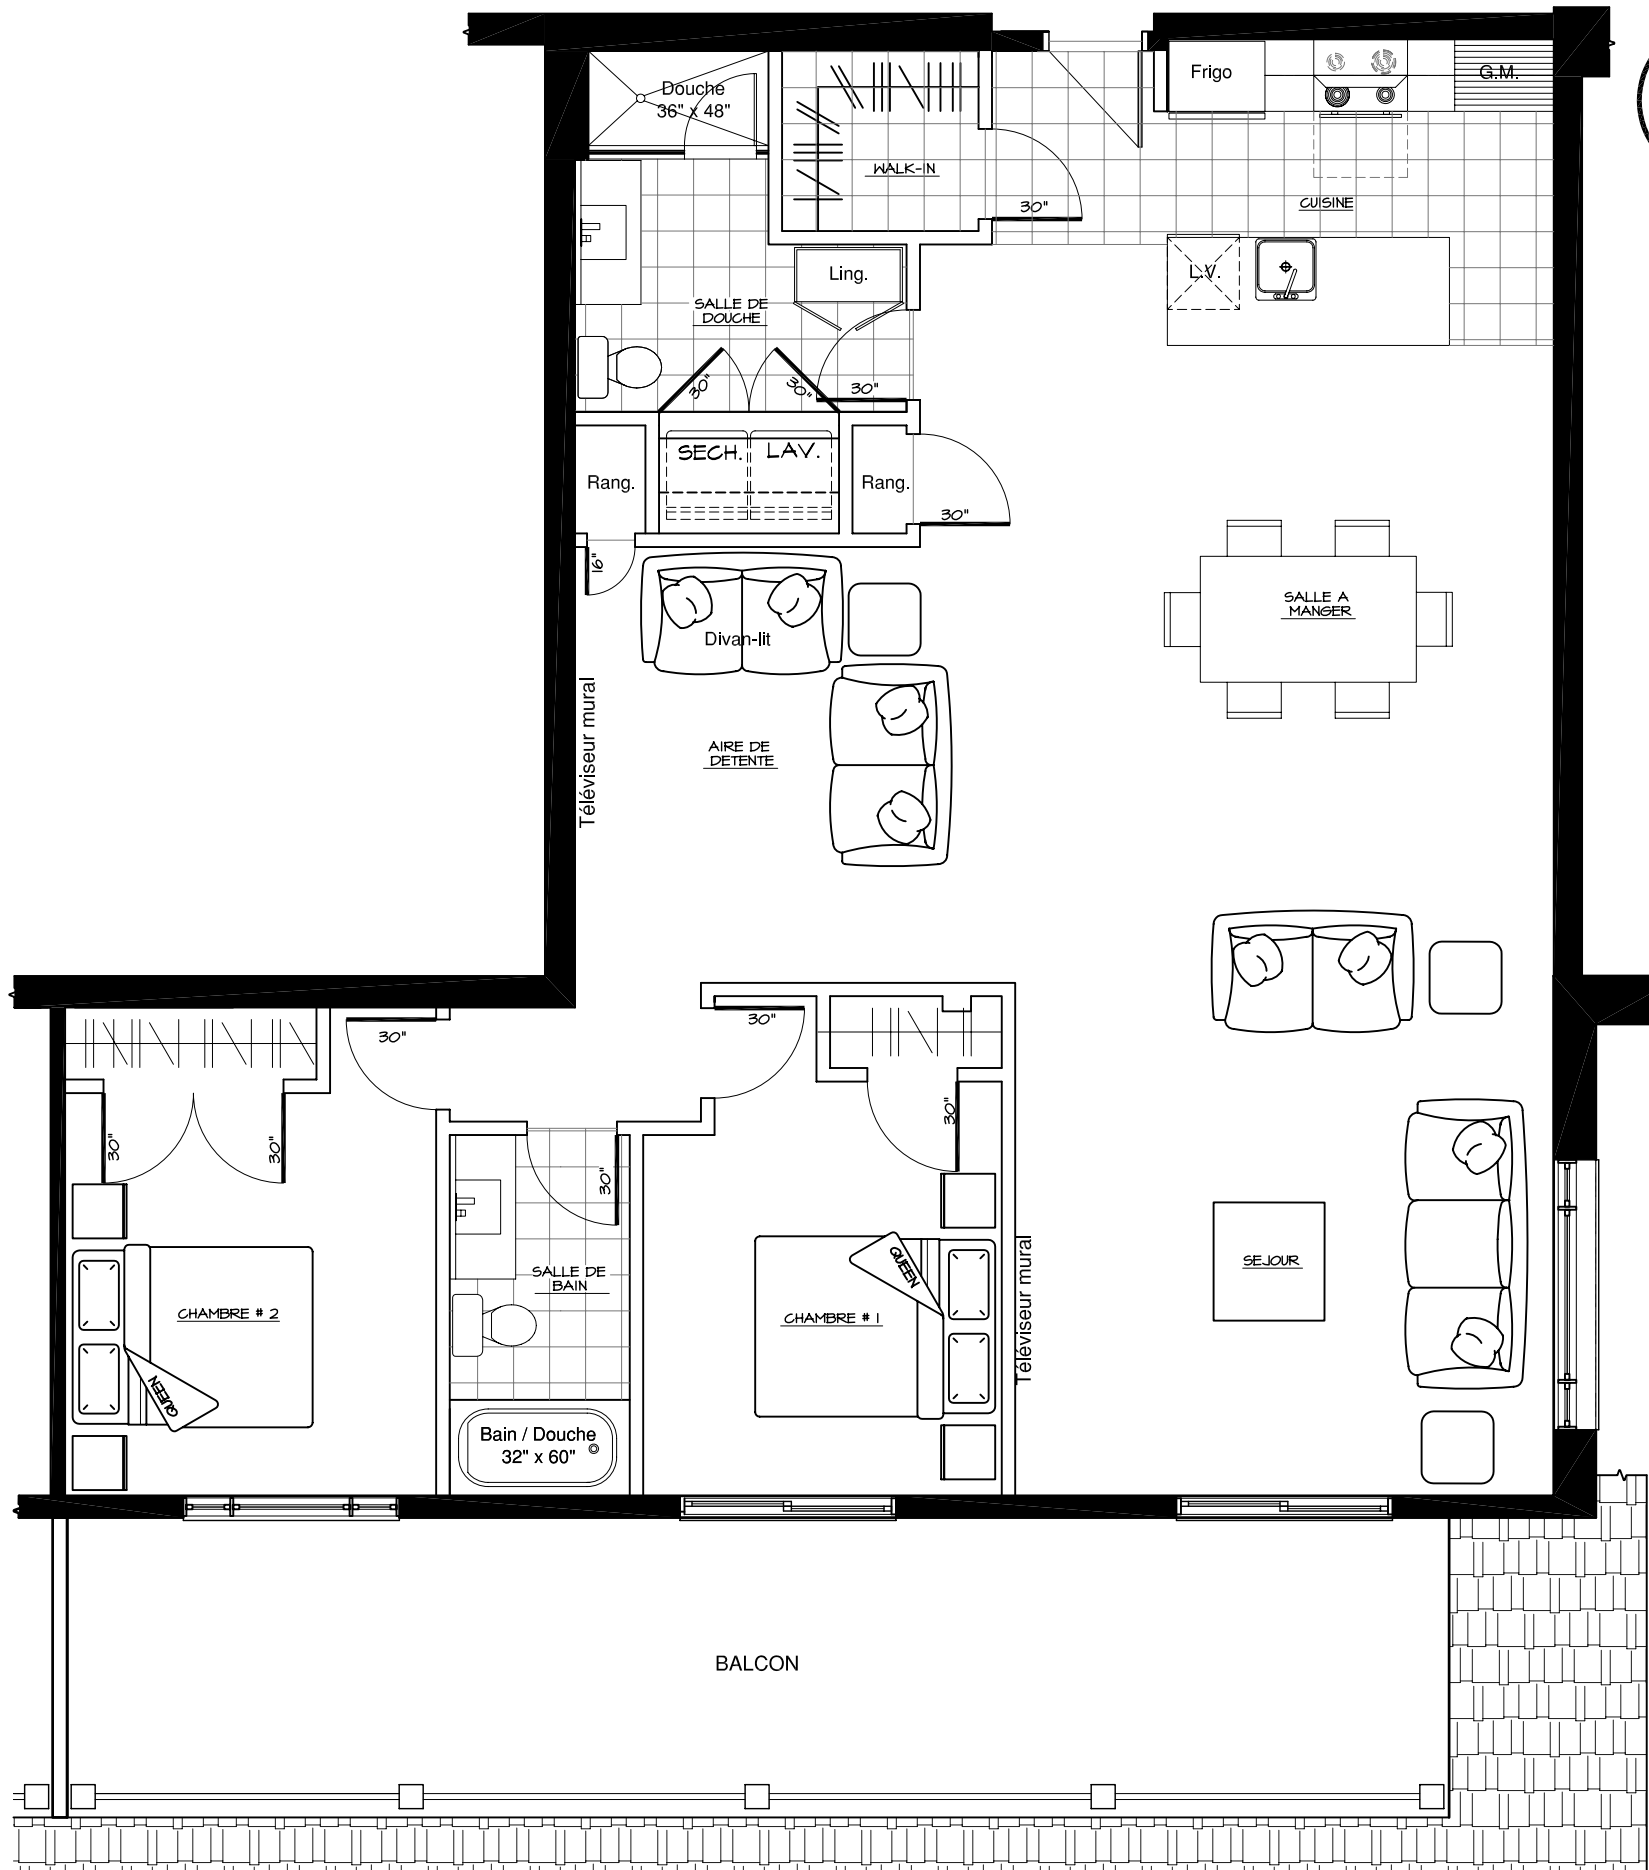 Douche
36" x 48"
Frigo
G.M.
WALK-IN
30"
CUISINE
Ling.
L.V.
SALLE DE
DOUCHE
30"
30"
30"
SECH.
LAV.
Rang.
Rang.
30"
16"
Divan-lit
SALLE A
MANGER
Téléviseur mural
AIRE DE
DETENTE
30"
30"
30"
30"
30"
30"
SEJOUR
Téléviseur mural
QUEEN
SALLE DE
BAIN
CHAMBRE # 2
CHAMBRE # 1
QUEEN
Bain / Douche
32" x 60"
BALCON